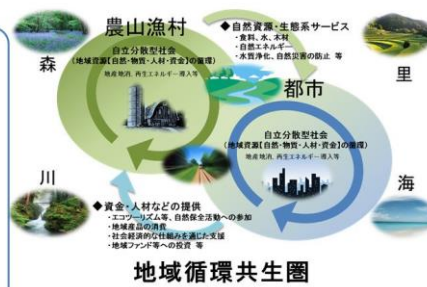 農山漁村
◆自然資源・生態系サービス
・食料、水、木材
・自然エネルギー
・水質浄化、自然災害の防止 等
森
里
自立分散型社会
(地域資源【自然・物質・人材・資金】の循環)
地産地消、再生エネルギー導入等
都市
自立分散型社会
(地域資源【自然・物質・人材・資金】の循環)
地産地消、再生エネルギー導入等
川
海
◆資金・人材などの提供
・エコツーリズム等、自然保全活動への参加
・地域産品の消費
・社会経済的な仕組みを通じた支援
・地域ファンド等への投資 等
地域循環共生圏